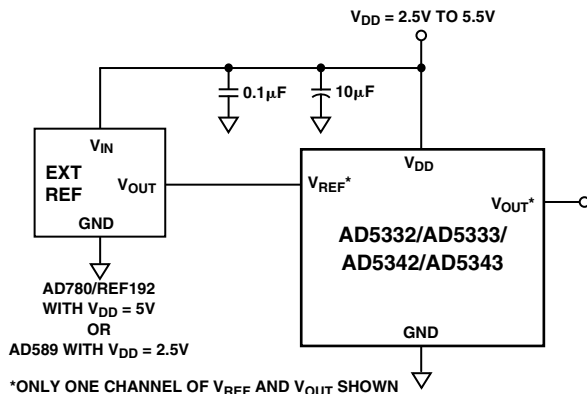 V_DD = 2.5V TO 5.5V
0.1µF
10µF
V_IN
EXT
REF
V_OUT
GND
V_REF*
V_DD
V_OUT*
AD5332/AD5333/
AD5342/AD5343
GND
AD780/REF192
WITH V_DD = 5V
OR
AD589 WITH V_DD = 2.5V
*ONLY ONE CHANNEL OF V_REF AND V_OUT SHOWN